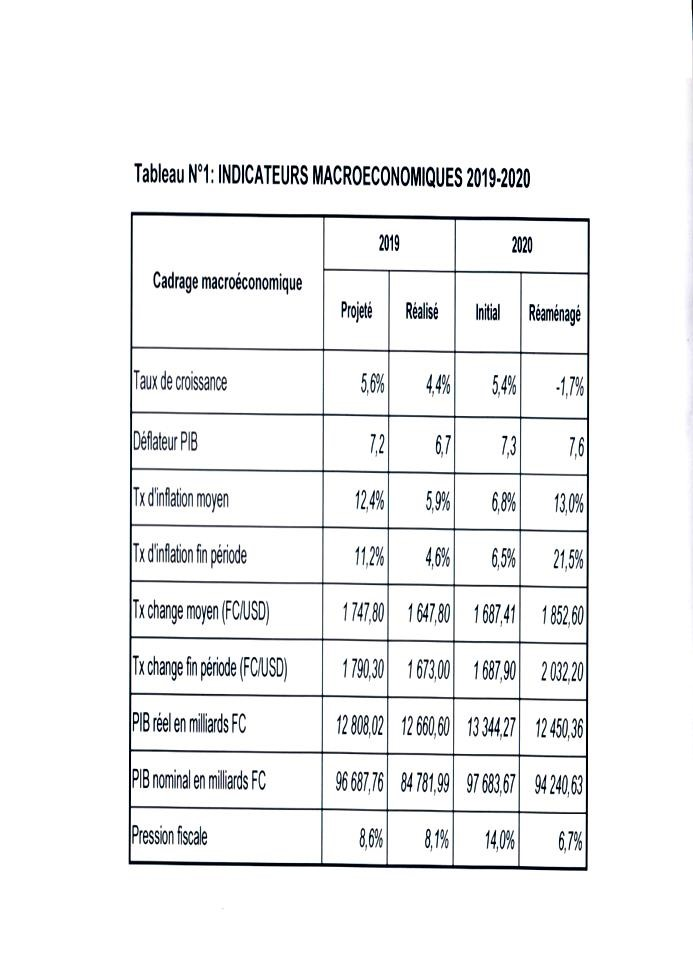 Tableau N°1: INDICATEURS MACROECONOMIQUES 2019-2020
Cadrage macroéconomique 2019 2020
Projeté Réalisé Initial Réaménagé
Taux de croissance 5,6% 4,4% 5,4% -1,7%
Déflateur PIB 7,2 6,7 7,3 7,6
Tx d'inflation moyen 12,4% 5,9% 6,8% 13,0%
Tx d'inflation fin période 11,2% 4,6% 6,5% 21,5%
Tx change moyen (FC/USD) 1 747,80 1 647,80 1 687,41 1 852,60
Tx change fin période (FC/USD) 1 790,30 1 673,00 1 687,90 2 032,20
PIB réel en milliards FC 12 808,02 12 660,60 13 344,27 12 450,36
PIB nominal en milliards FC 96 687,76 84 781,99 97 683,67 94 240,63
Pression fiscale 8,6% 8,1% 14,0% 6,7%